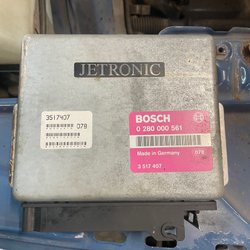 JETRONIC
3517407
078
BOSCH
0 280 000 561
Made in Germany 078
3 517 407